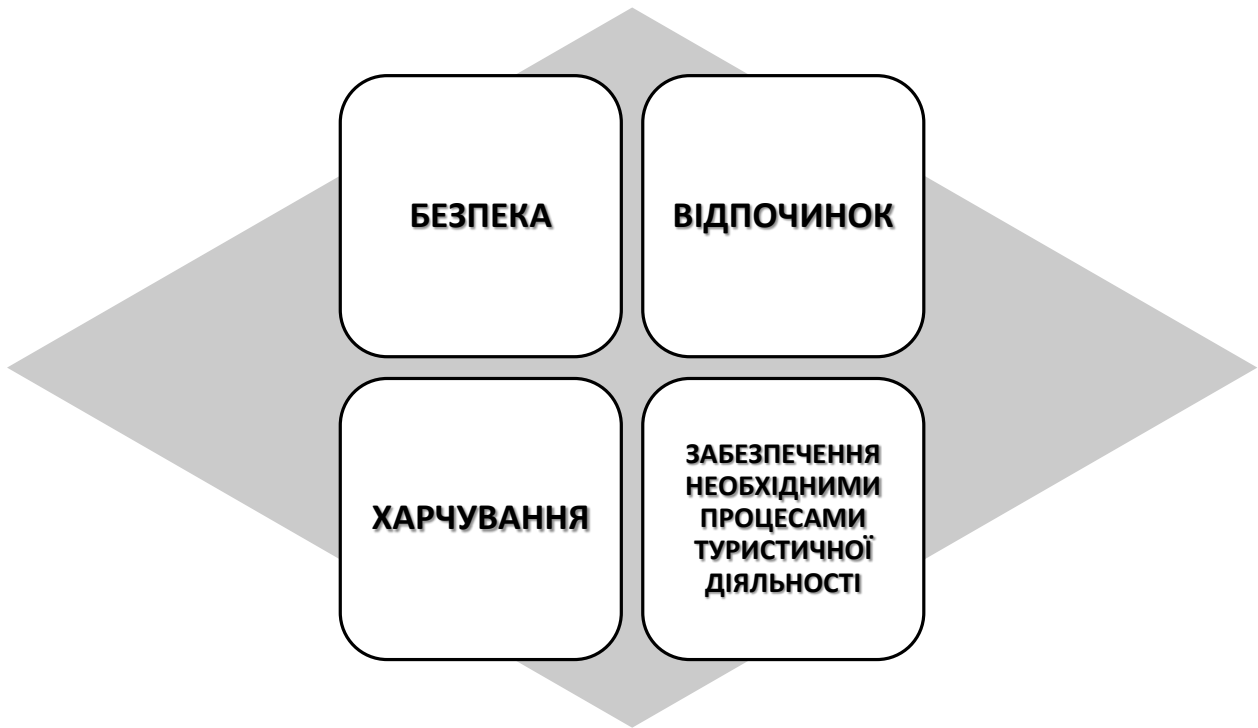 БЕЗПЕКА
ВІДПОЧИНОК
ХАРЧУВАННЯ
ЗАБЕЗПЕЧЕННЯ
НЕОБХІДНИМИ
ПРОЦЕСАМИ
ТУРИСТИЧНОЇ
ДІЯЛЬНОСТІ